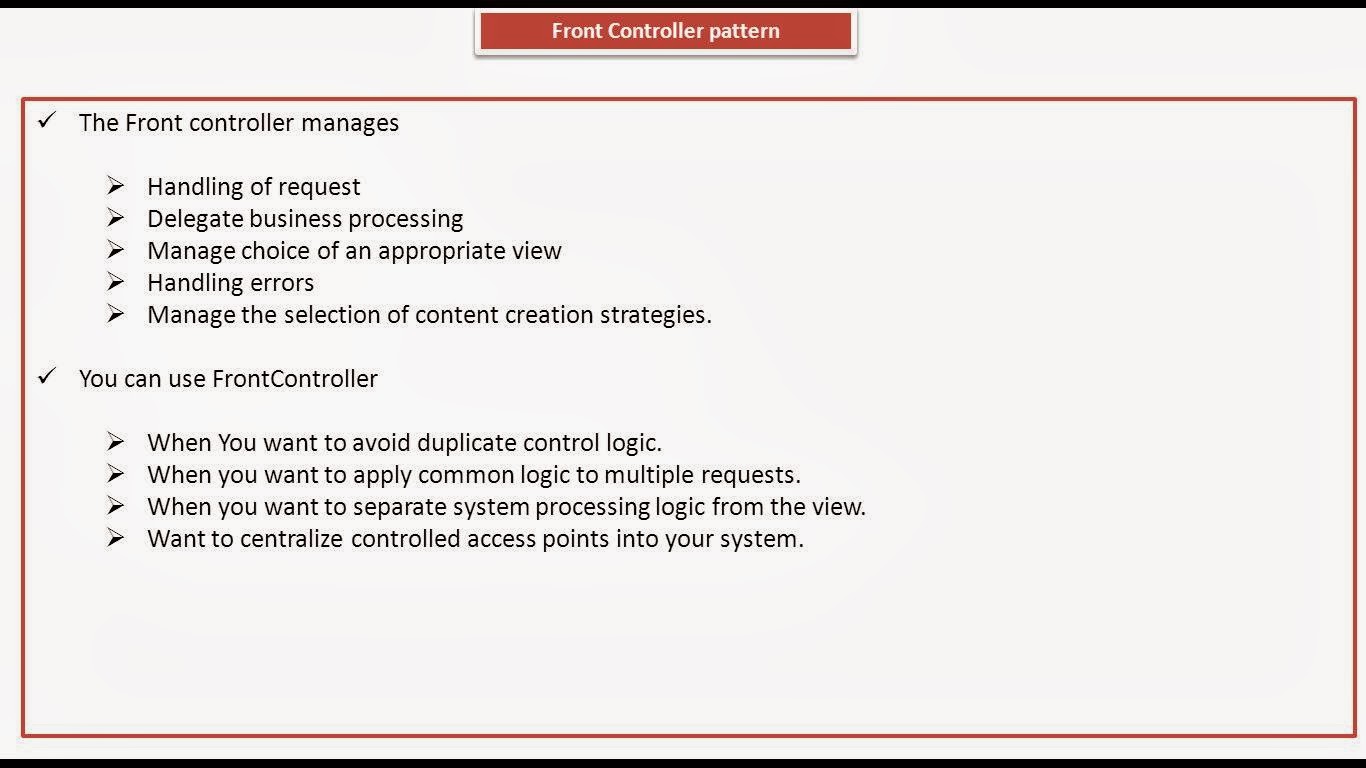 Front Controller pattern
The Front controller manages
Handling of request
Delegate business processing
Manage choice of an appropriate view
Handling errors
Manage the selection of content creation strategies.
You can use FrontController
When You want to avoid duplicate control logic.
When you want to apply common logic to multiple requests.
When you want to separate system processing logic from the view.
Want to centralize controlled access points into your system.